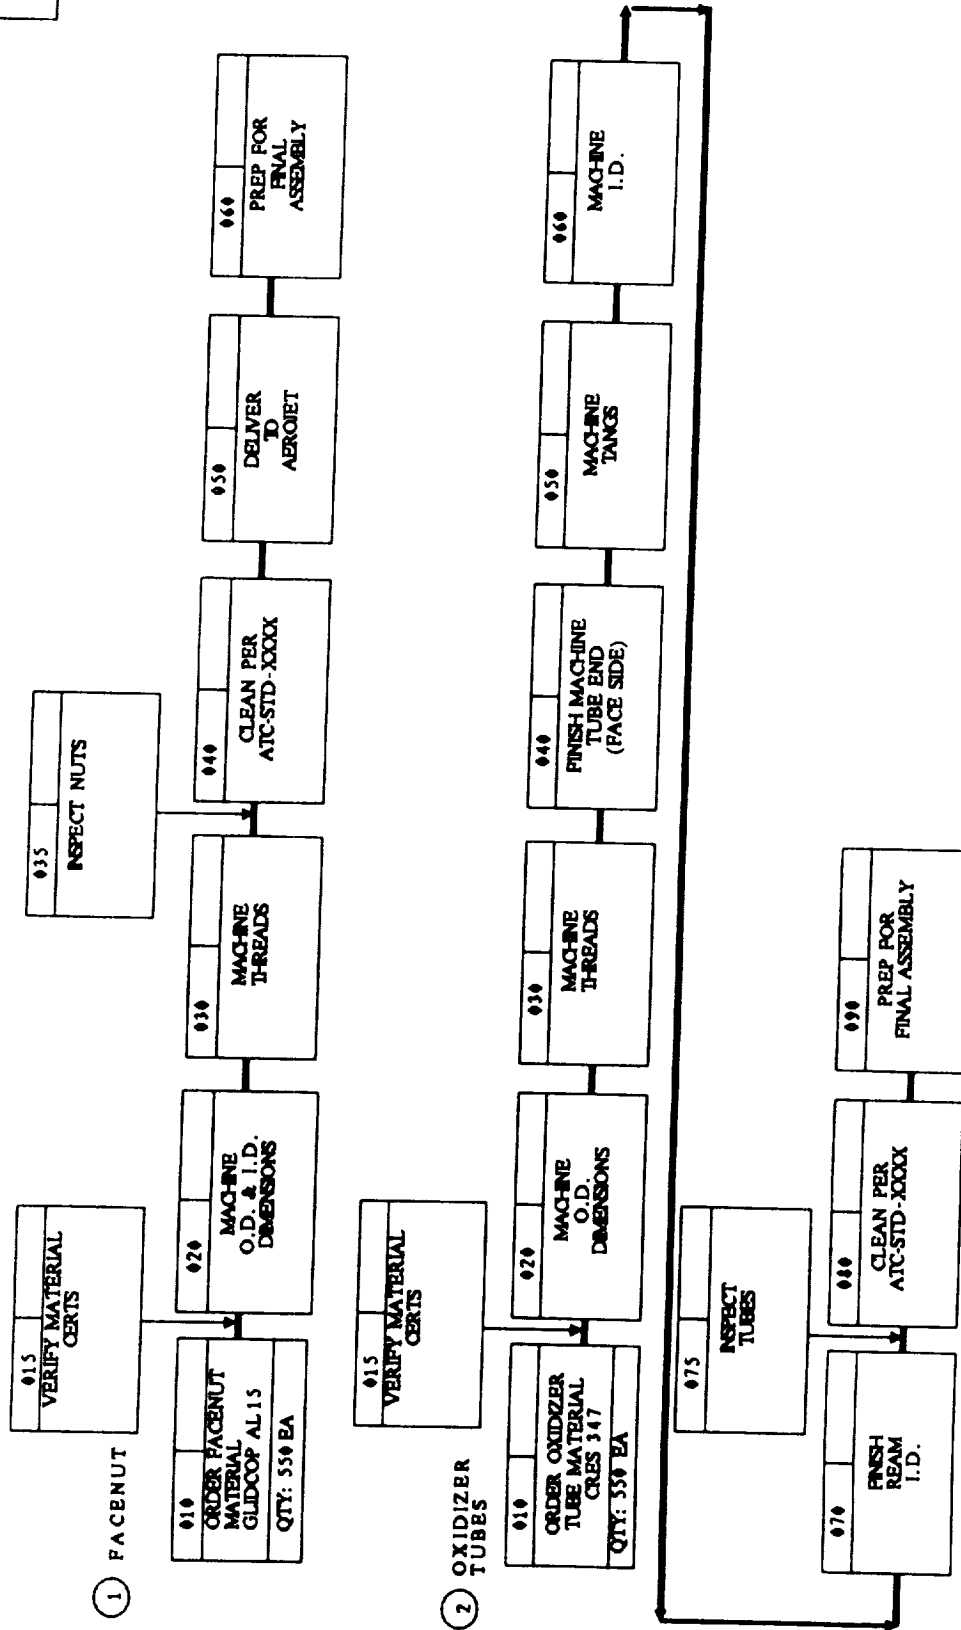 1 FACENUT
015
VERIFY MATERIAL
CERTS
035
INSPECT NUTS
010
ORDER FACENUT
MATERIAL
GLIDCOP AL15
QTY: 550 EA
020
MACHINE
O.D. & I.D.
DIMENSIONS
030
MACHINE
THREADS
040
CLEAN PER
ATC-STD-XXXX
050
DELIVER
TO
AEROJET
060
PREP FOR
FINAL
ASSEMBLY
2 OXIDIZER
TUBES
015
VERIFY MATERIAL
CERTS
010
ORDER OXIDIZER
TUBE MATERIAL
CRES 347
QTY: 550 EA
020
MACHINE
O.D.
DIMENSIONS
030
MACHINE
THREADS
040
FINISH MACHINE
TUBE END
(FACE SIDE)
050
MACHINE
TANGS
060
MACHINE
I.D.
075
INSPECT
TUBES
070
FINISH
REAM
I.D.
080
CLEAN PER
ATC-STD-XXXX
090
PREP FOR
FINAL ASSEMBLY